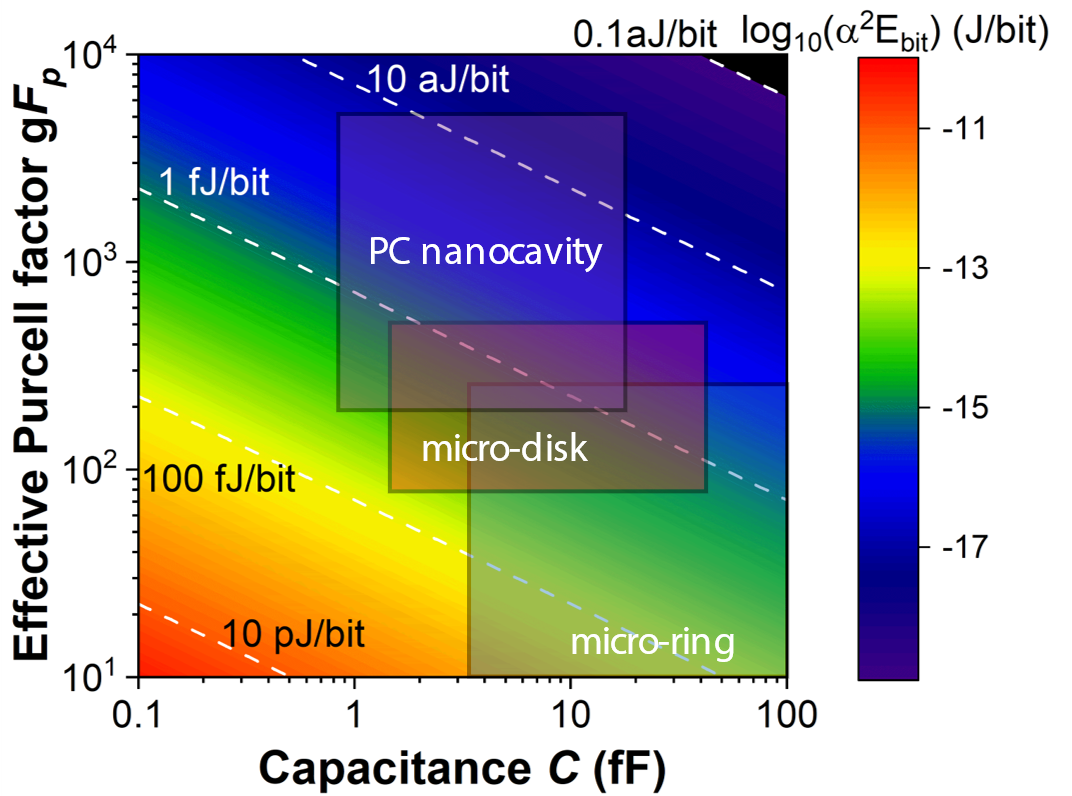 0.1aJ/bit
log₁₀(α²E_bit) (J/bit)
10⁴
10 aJ/bit
-11
1 fJ/bit
PC nanocavity
10³
-13
-15
micro-disk
10²
100 fJ/bit
-17
10 pJ/bit
micro-ring
10¹
0.1
1
10
100
Effective Purcell factor gFₚ
Capacitance C (fF)